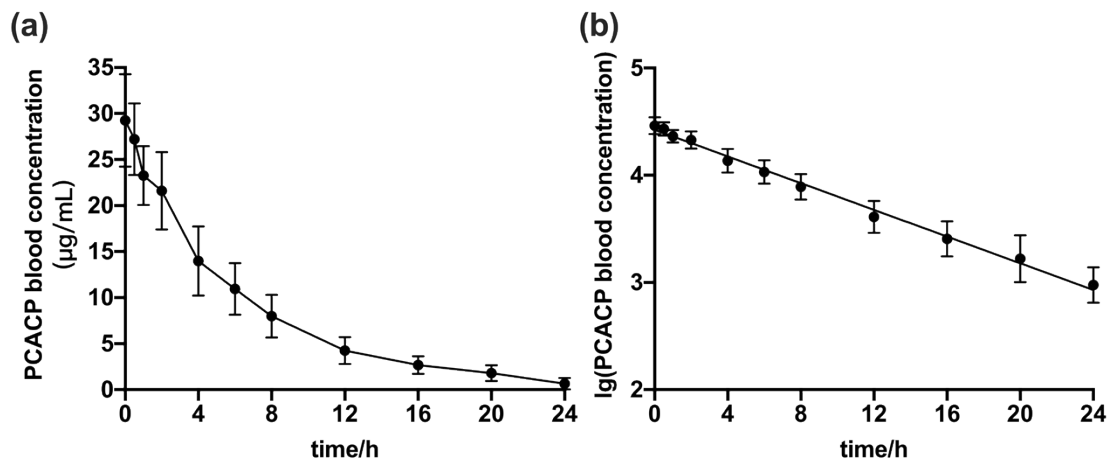 (a)
PCACP blood concentration
(μg/mL)
35
30
25
20
15
10
5
0
0 4 8 12 16 20 24
time/h
(b)
lg(PCACP blood concentration)
5
4
3
2
0 4 8 12 16 20 24
time/h